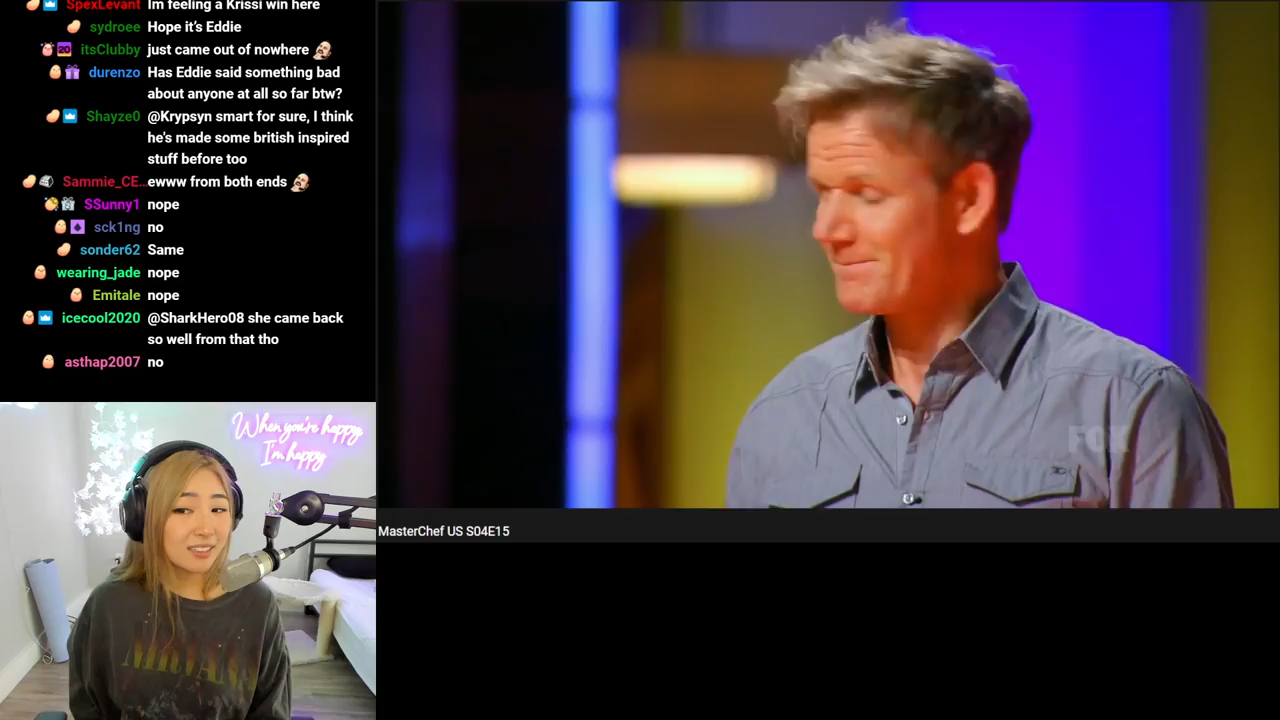 SpexLevant Im feeling a Krissi win here
sydroee Hope it's Eddie
itsClubby just came out of nowhere
durenzo Has Eddie said something bad
about anyone at all so far btw?
Shayze0 @Krypsyn smart for sure, I think
he's made some british inspired
stuff before too
Sammie_CE...ewww from both ends
SSunny1 nope
sck1ng no
sonder62 Same
wearing_jade nope
Emitale nope
icecool2020 @SharkHero08 she came back
so well from that tho
asthap2007 no
When you're happy
I'm happy
NIRVANA
FOX
MasterChef US S04E15